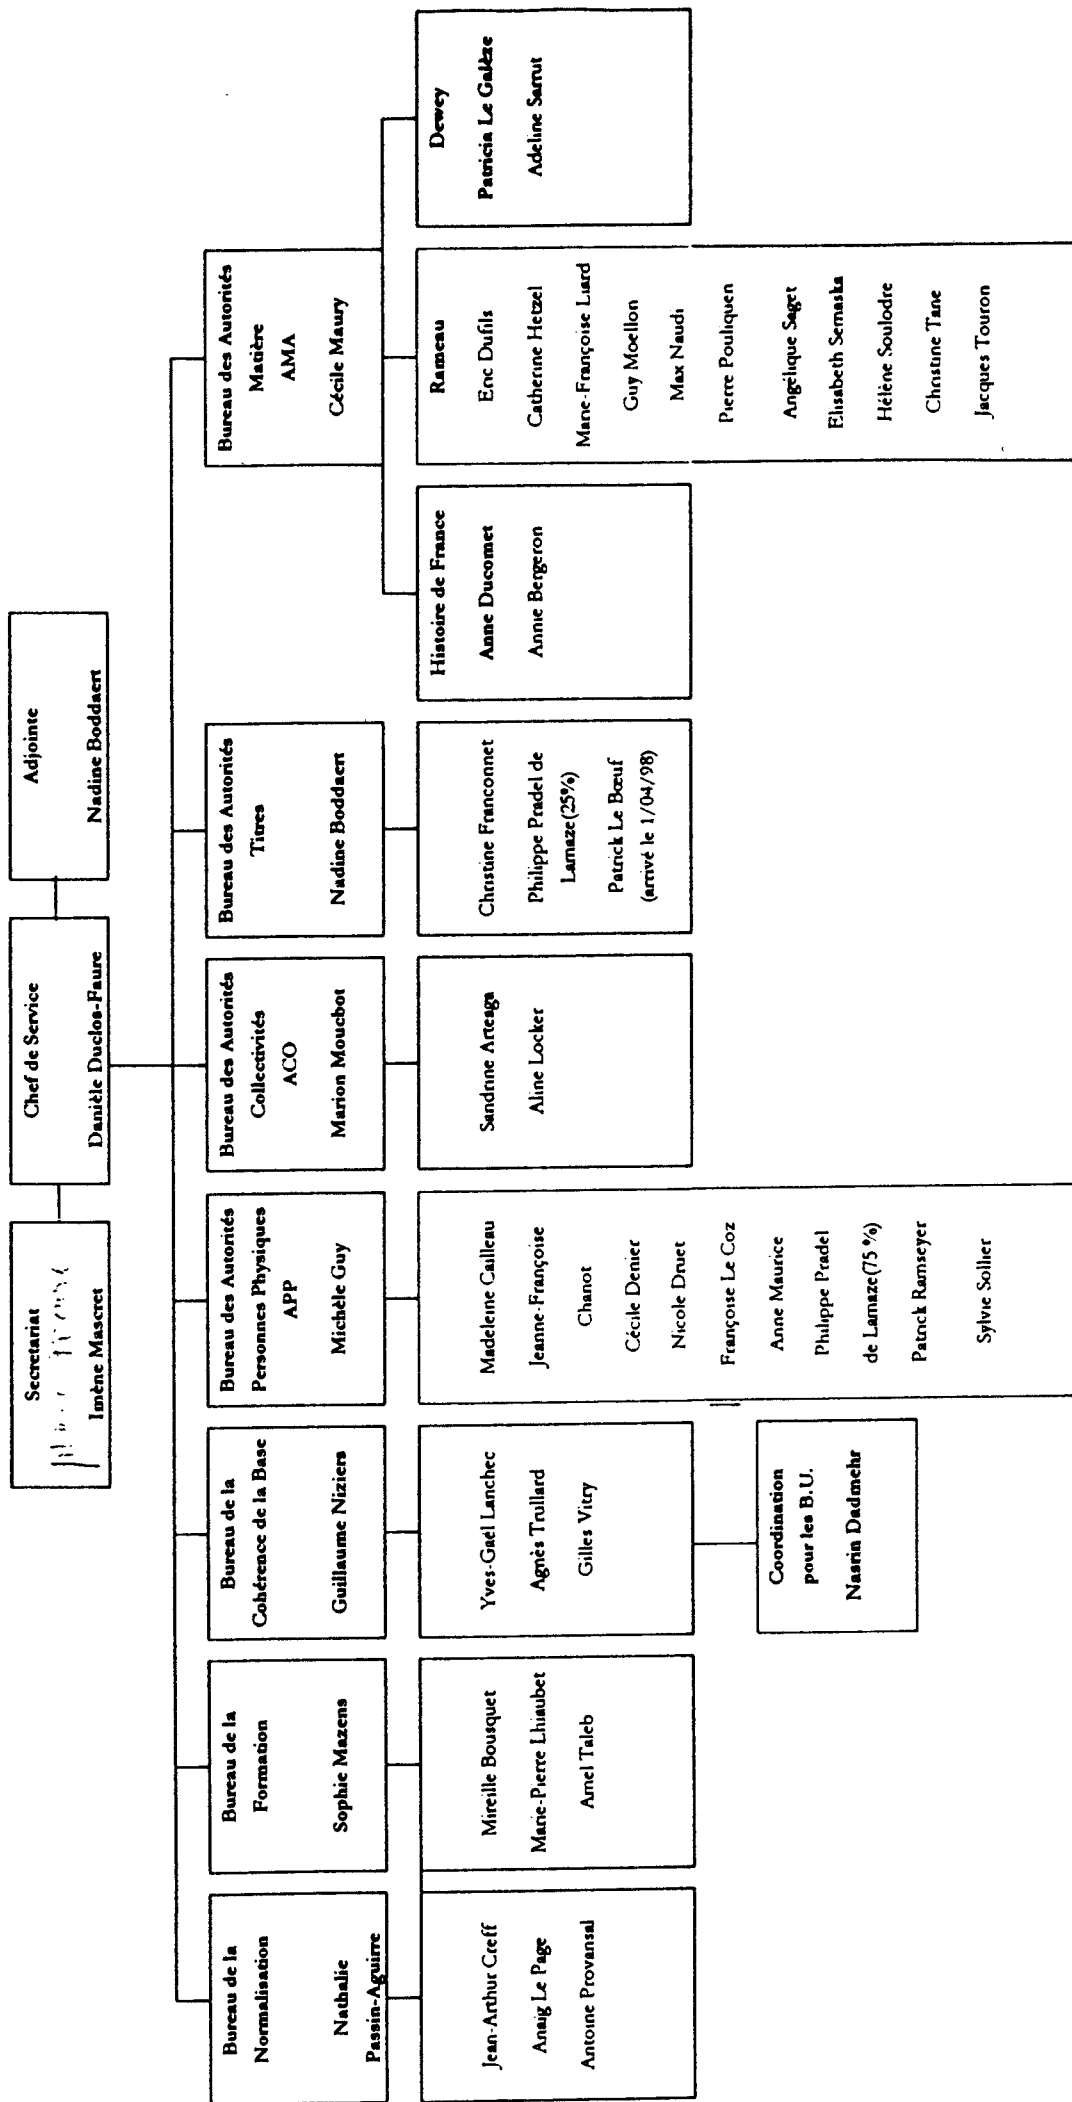 Secretariat
Imène Mascret
Chef de Service
Danièle Duclos-Faure
Adjointe
Nadine Boddaert
Bureau de la
Normalisation
Nathalie
Passin-Aguirre
Bureau de la
Formation
Sophie Mazens
Bureau de la
Cohérence de la Base
Guillaume Niziers
Bureau des Autorités
Personnes Physiques
APP
Michèle Guy
Bureau des Autorités
Collectivités
ACO
Marion Mouchot
Bureau des Autorités
Titres
Nadine Boddaert
Bureau des Autorités
Matière
AMA
Cécile Maury
Jean-Arthur Creff
Anaig Le Page
Antoine Provansal
Mireille Bousquet
Marie-Pierre Lhiaubet
Amel Taleb
Yves-Gaël Lanchec
Agnès Trullard
Gilles Vitry
Coordination
pour les B.U.
Nasrin Dadmehr
Madeleine Cailleau
Jeanne-Françoise
Chanot
Cécile Denier
Nicole Druet
Françoise Le Coz
Anne Maurice
Philippe Pradel
de Lamaze(75 %)
Patrick Ramseyer
Sylvie Sollier
Sandrine Arteaga
Aline Locker
Christine Franconnet
Philippe Pradel de
Lamaze(25%)
Patrick Le Bœuf
(arrivé le 1/04/98)
Histoire de France
Anne Ducomet
Annie Bergeron
Rameau
Eric Dufils
Catherine Hetzel
Marie-Françoise Liard
Guy Moellon
Max Naudi
Pierre Pouliquen
Angélique Saget
Elisabeth Semaska
Hélène Soulodre
Christine Tane
Jacques Touron
Dewey
Patricia Le Galèze
Adeline Sarrut